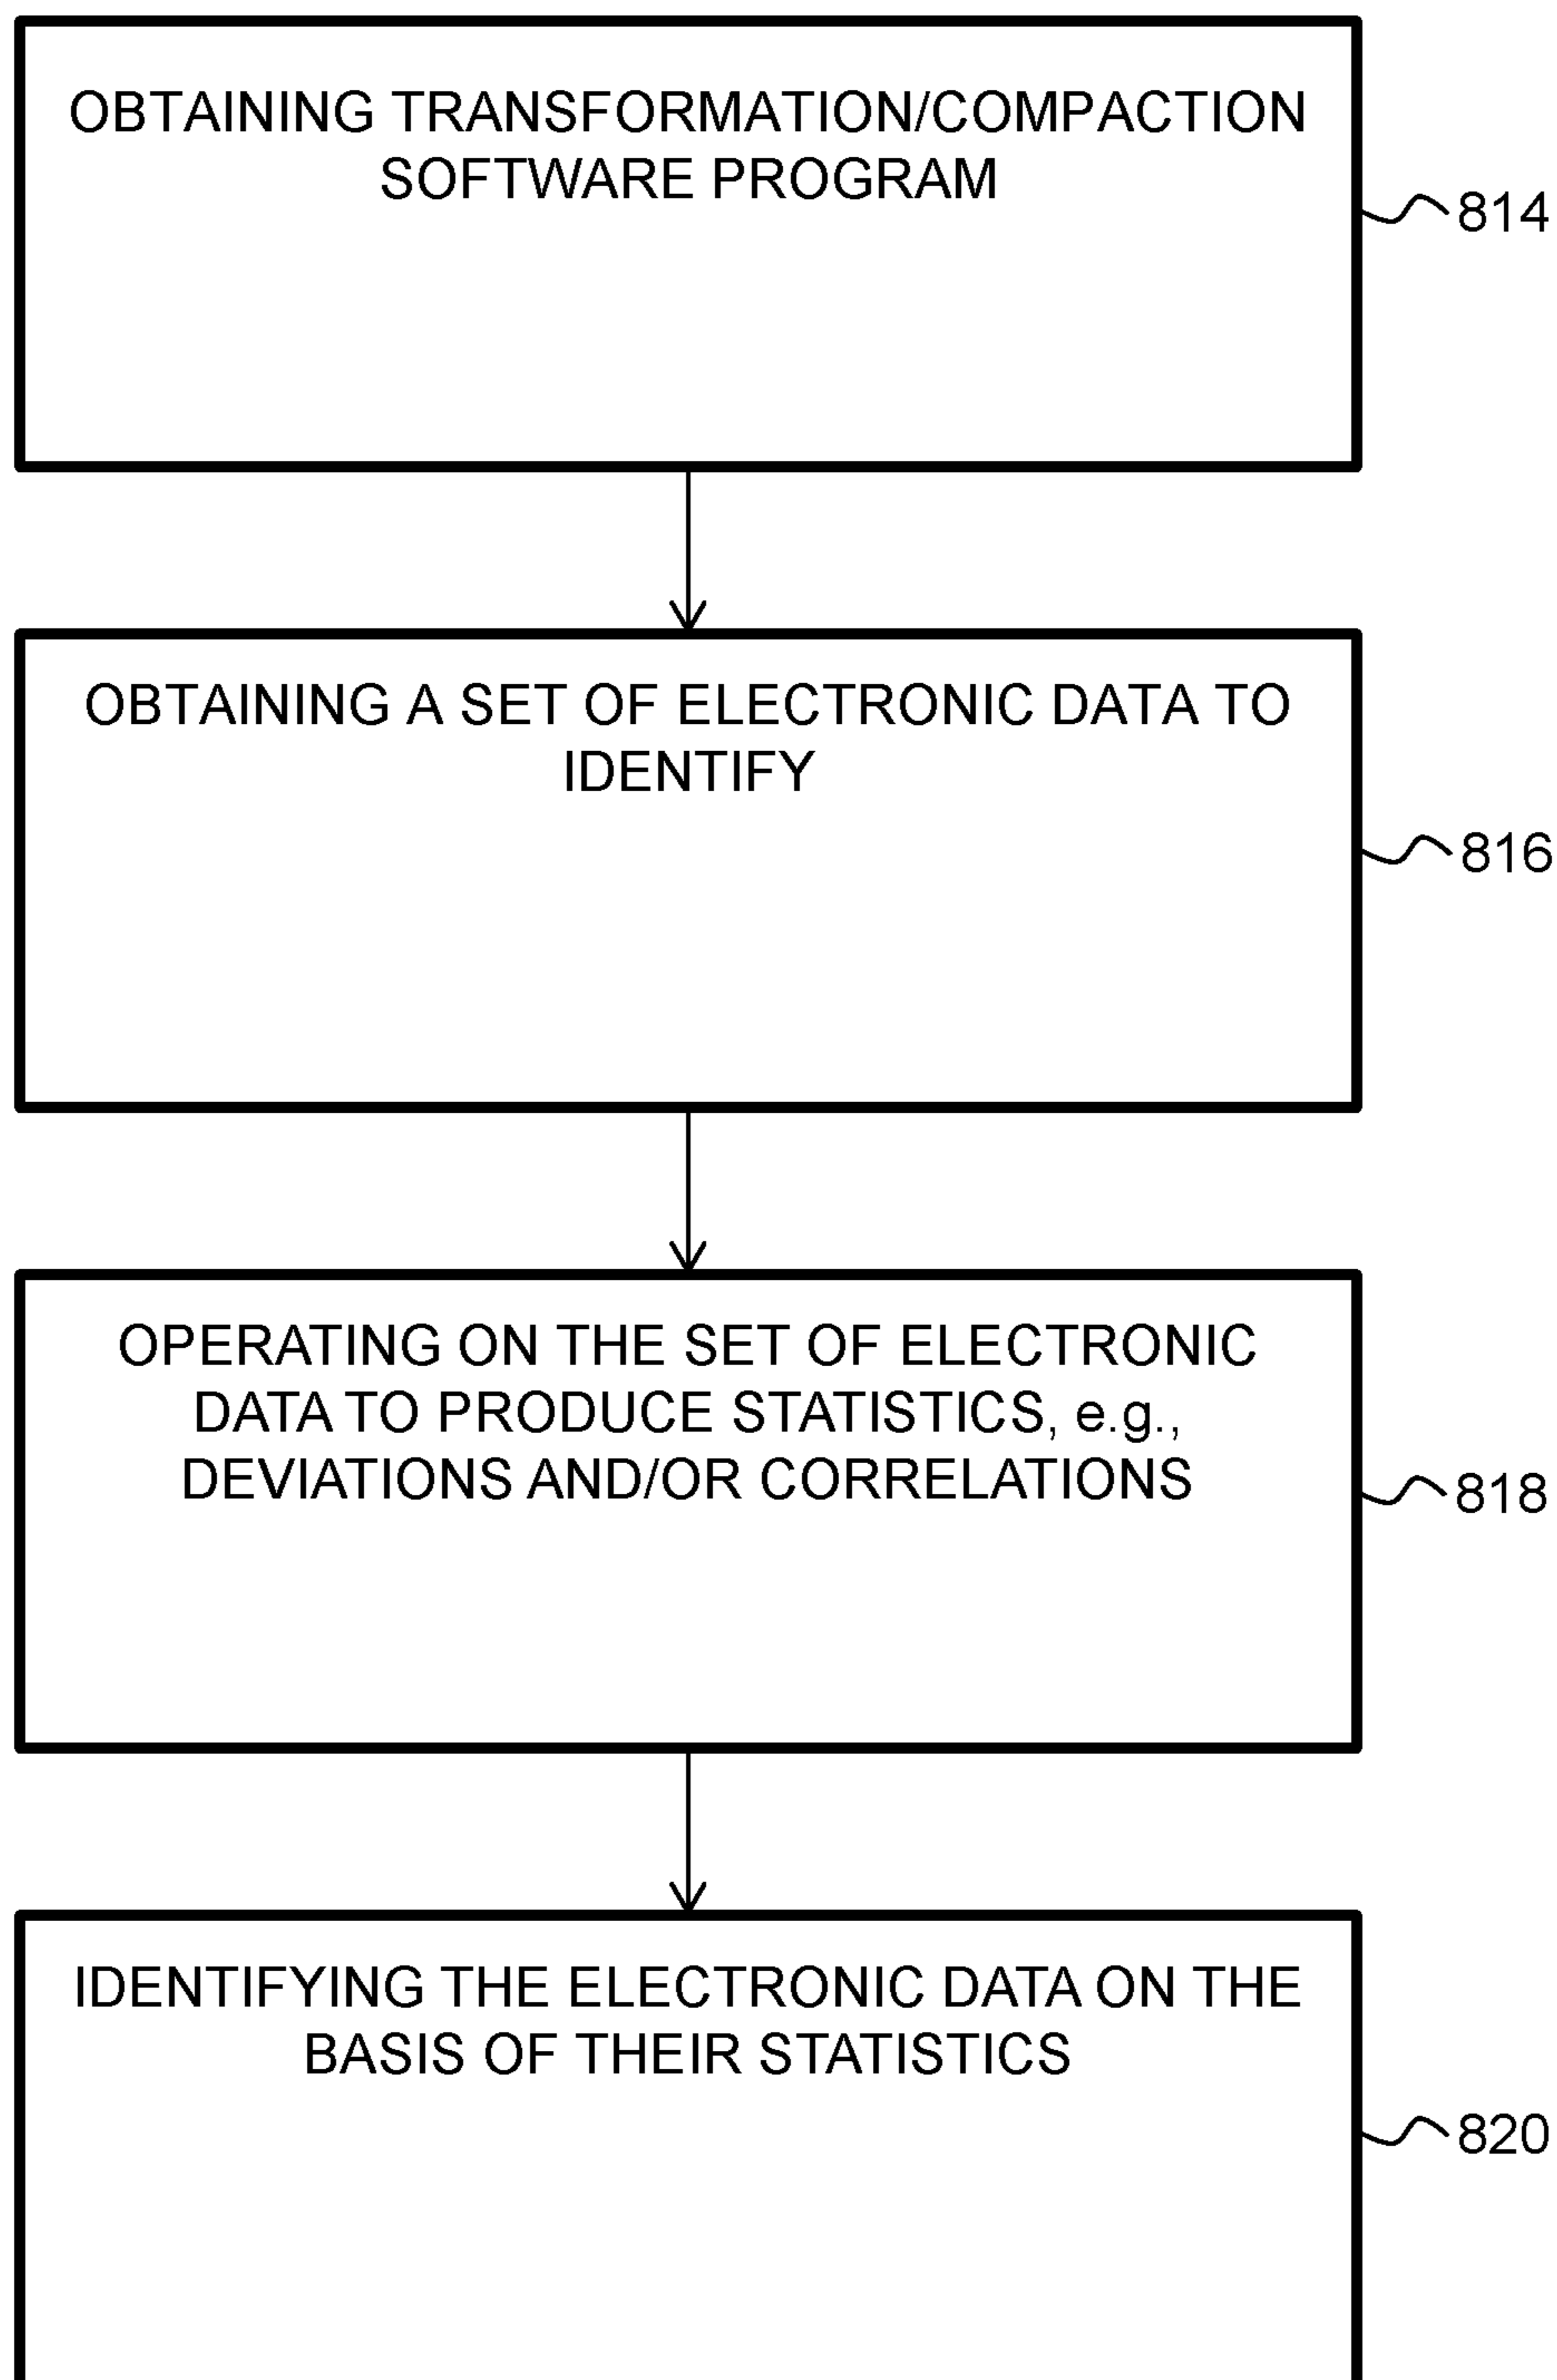 OBTAINING TRANSFORMATION/COMPACTION
SOFTWARE PROGRAM
814
OBTAINING A SET OF ELECTRONIC DATA TO
IDENTIFY
816
OPERATING ON THE SET OF ELECTRONIC
DATA TO PRODUCE STATISTICS, e.g.,
DEVIATIONS AND/OR CORRELATIONS
818
IDENTIFYING THE ELECTRONIC DATA ON THE
BASIS OF THEIR STATISTICS
820